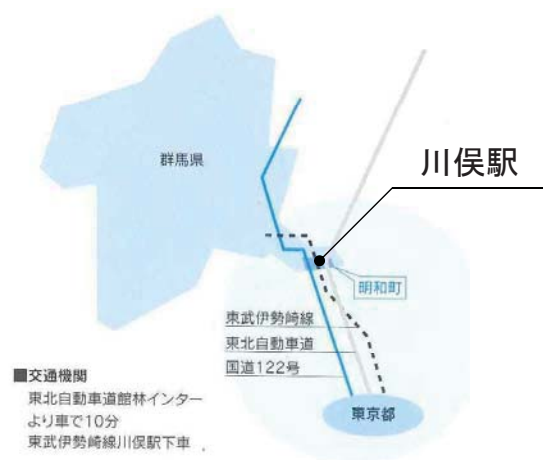 群馬県
川俣駅
明和町
東武伊勢崎線
東北自動車道
国道122号
東京都
■交通機関
東北自動車道館林インター
より車で10分
東武伊勢崎線川俣駅下車